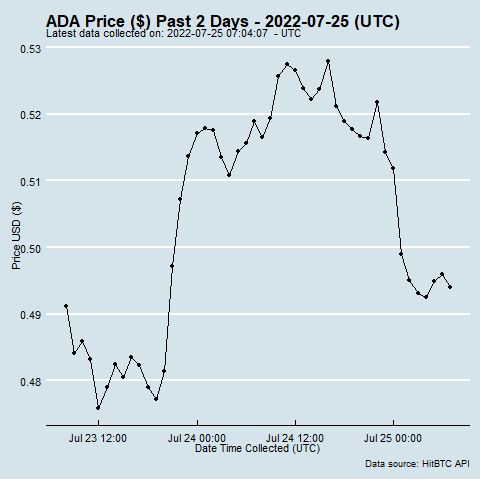 ADA Price ($) Past 2 Days - 2022-07-25 (UTC)
Latest data collected on: 2022-07-25 07:04:07 - UTC
0.53
0.52
0.51
0.50
0.49
0.48
Price USD ($)
Jul 23 12:00
Jul 24 00:00
Jul 24 12:00
Jul 25 00:00
Date Time Collected (UTC)
Data source: HitBTC API